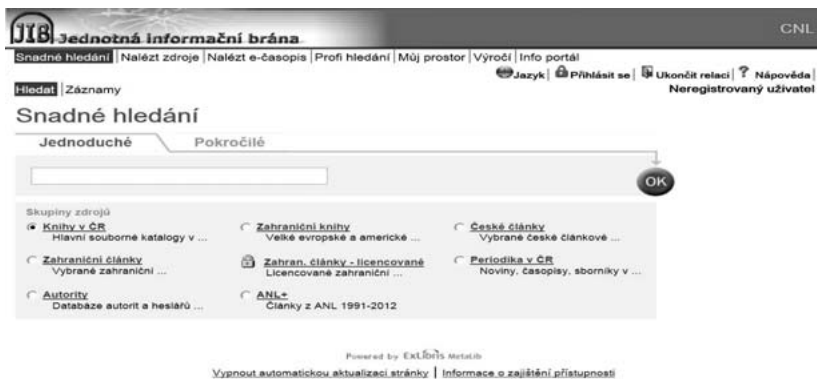 JIB Jednotná informační brána
CNL
Snadné hledání | Nalézt zdroje | Nalézt e-časopis | Profi hledání | Můj prostor | Výročí | Info portál
Jazyk | Přihlásit se | Ukončit relaci | ? Nápověda |
Hledat | Záznamy
Neregistrovaný uživatel
Snadné hledání
Jednoduché Pokročilé
OK
Skupiny zdrojů
Knihy v ČR
Hlavní souborné katalogy v ...
Zahraniční knihy
Velké evropské a americké ...
České články
Vybrané české článkové ...
Zahraniční články
Vybrané zahraniční ...
Zahran. články - licencované
Licencované zahraniční ...
Periodika v ČR
Noviny, časopisy, sborníky v ...
Autority
Databáze autorit a heslářů ...
ANL+
Články z ANL 1991-2012
Powered by ExLibris MetaLib
Vypnout automatickou aktualizaci stránky | Informace o zajištění přístupnosti